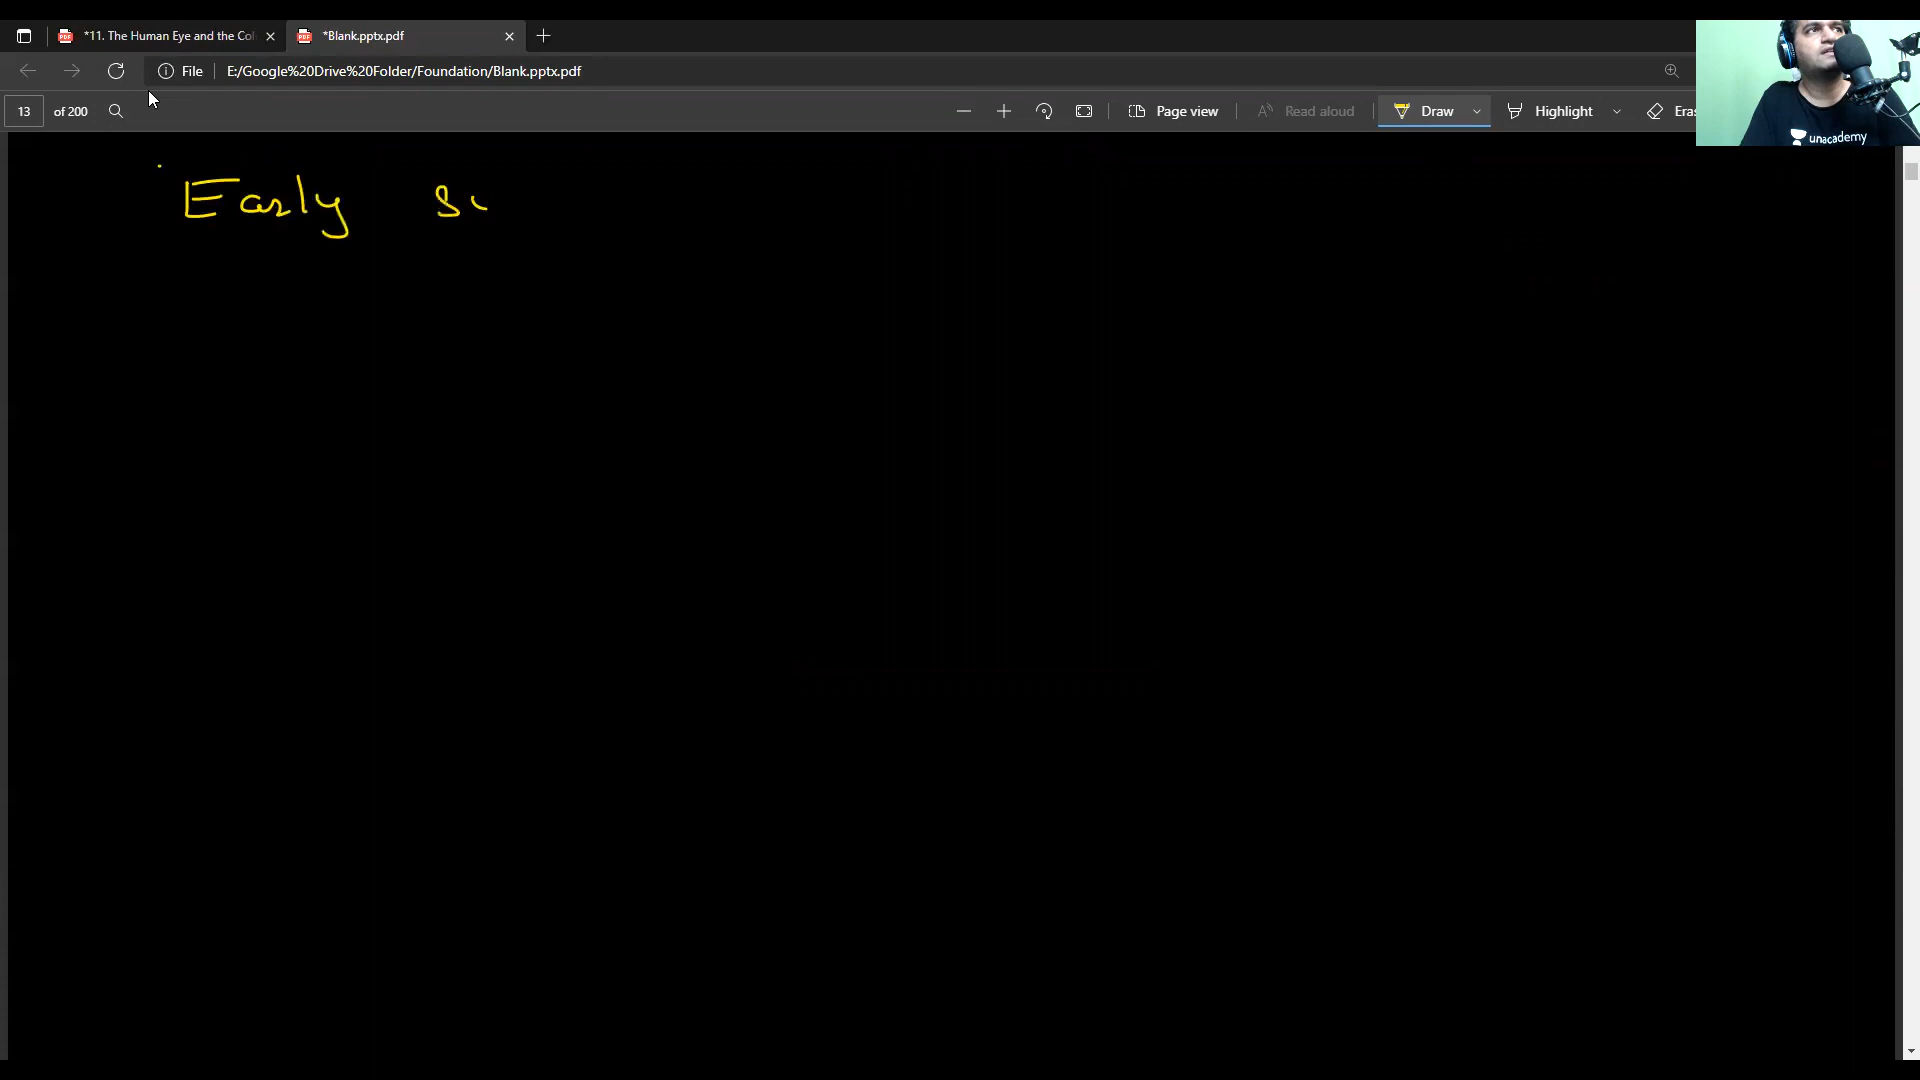 *11. The Human Eye and the Col
*Blank.pptx.pdf
File E:/Google%20Drive%20Folder/Foundation/Blank.pptx.pdf
13 of 200 Page view Read aloud Draw Highlight Eras
unacademy
Early su